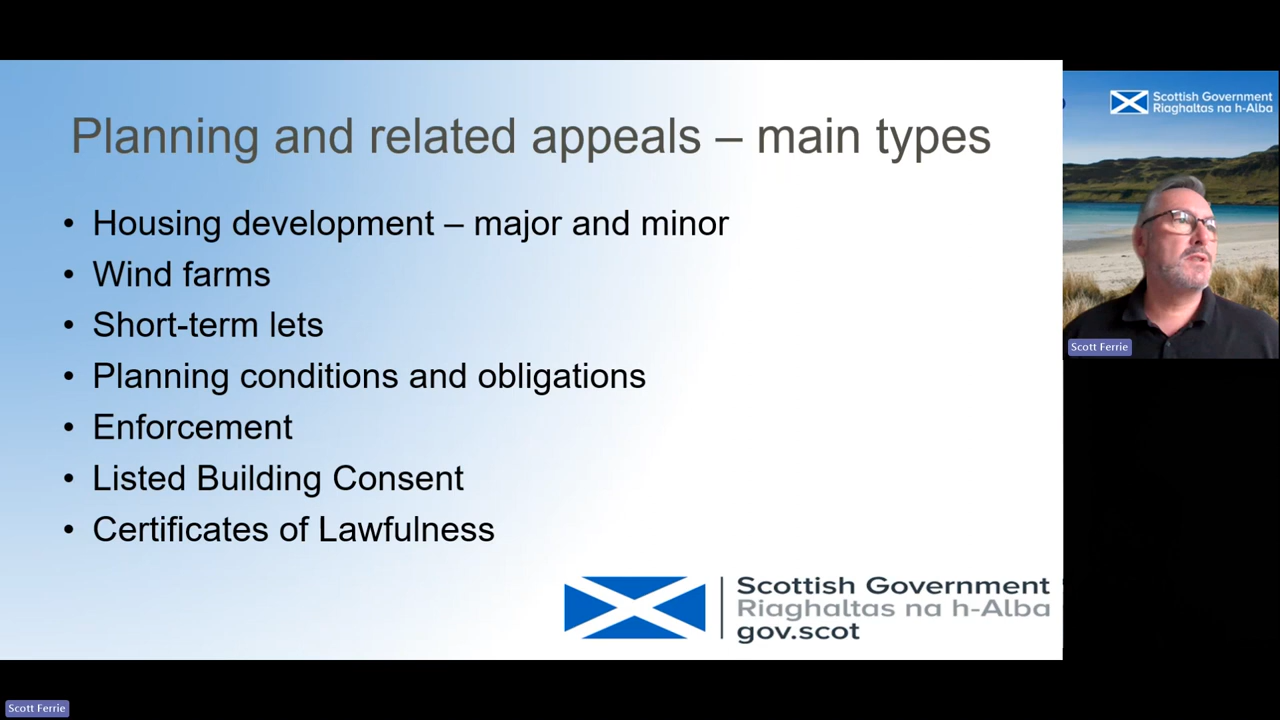 Planning and related appeals – main types
• Housing development – major and minor
• Wind farms
• Short-term lets
• Planning conditions and obligations
• Enforcement
• Listed Building Consent
• Certificates of Lawfulness
Scottish Government
Riaghaltas na h-Alba
gov.scot
Scottish Government
Riaghaltas na h-Alba
Scott Ferrie
Scott Ferrie